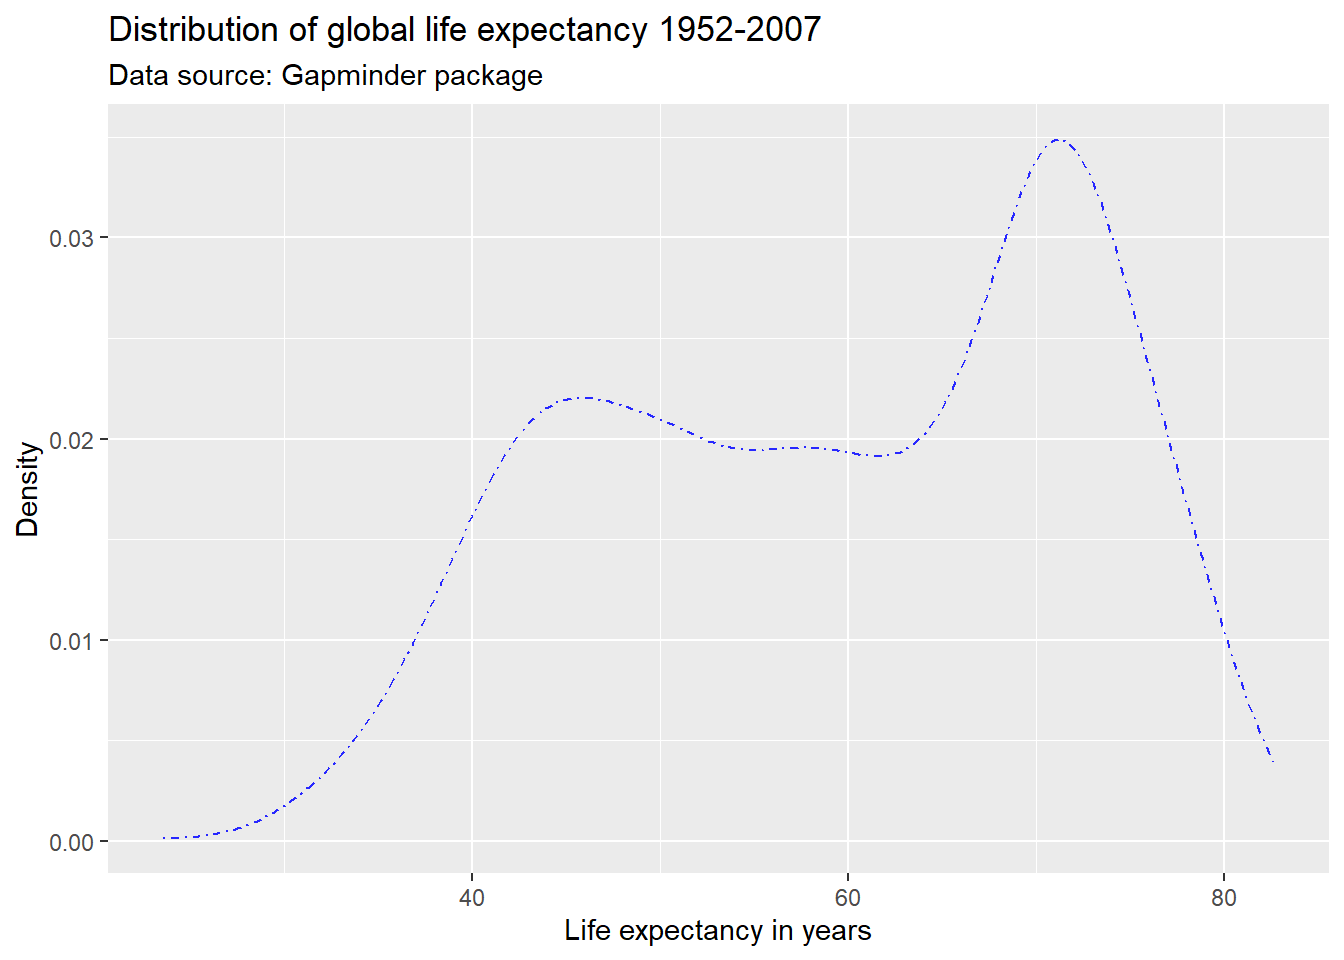 Distribution of global life expectancy 1952-2007
Data source: Gapminder package
0.03
0.02
0.01
0.00
Density
40 60 80
Life expectancy in years